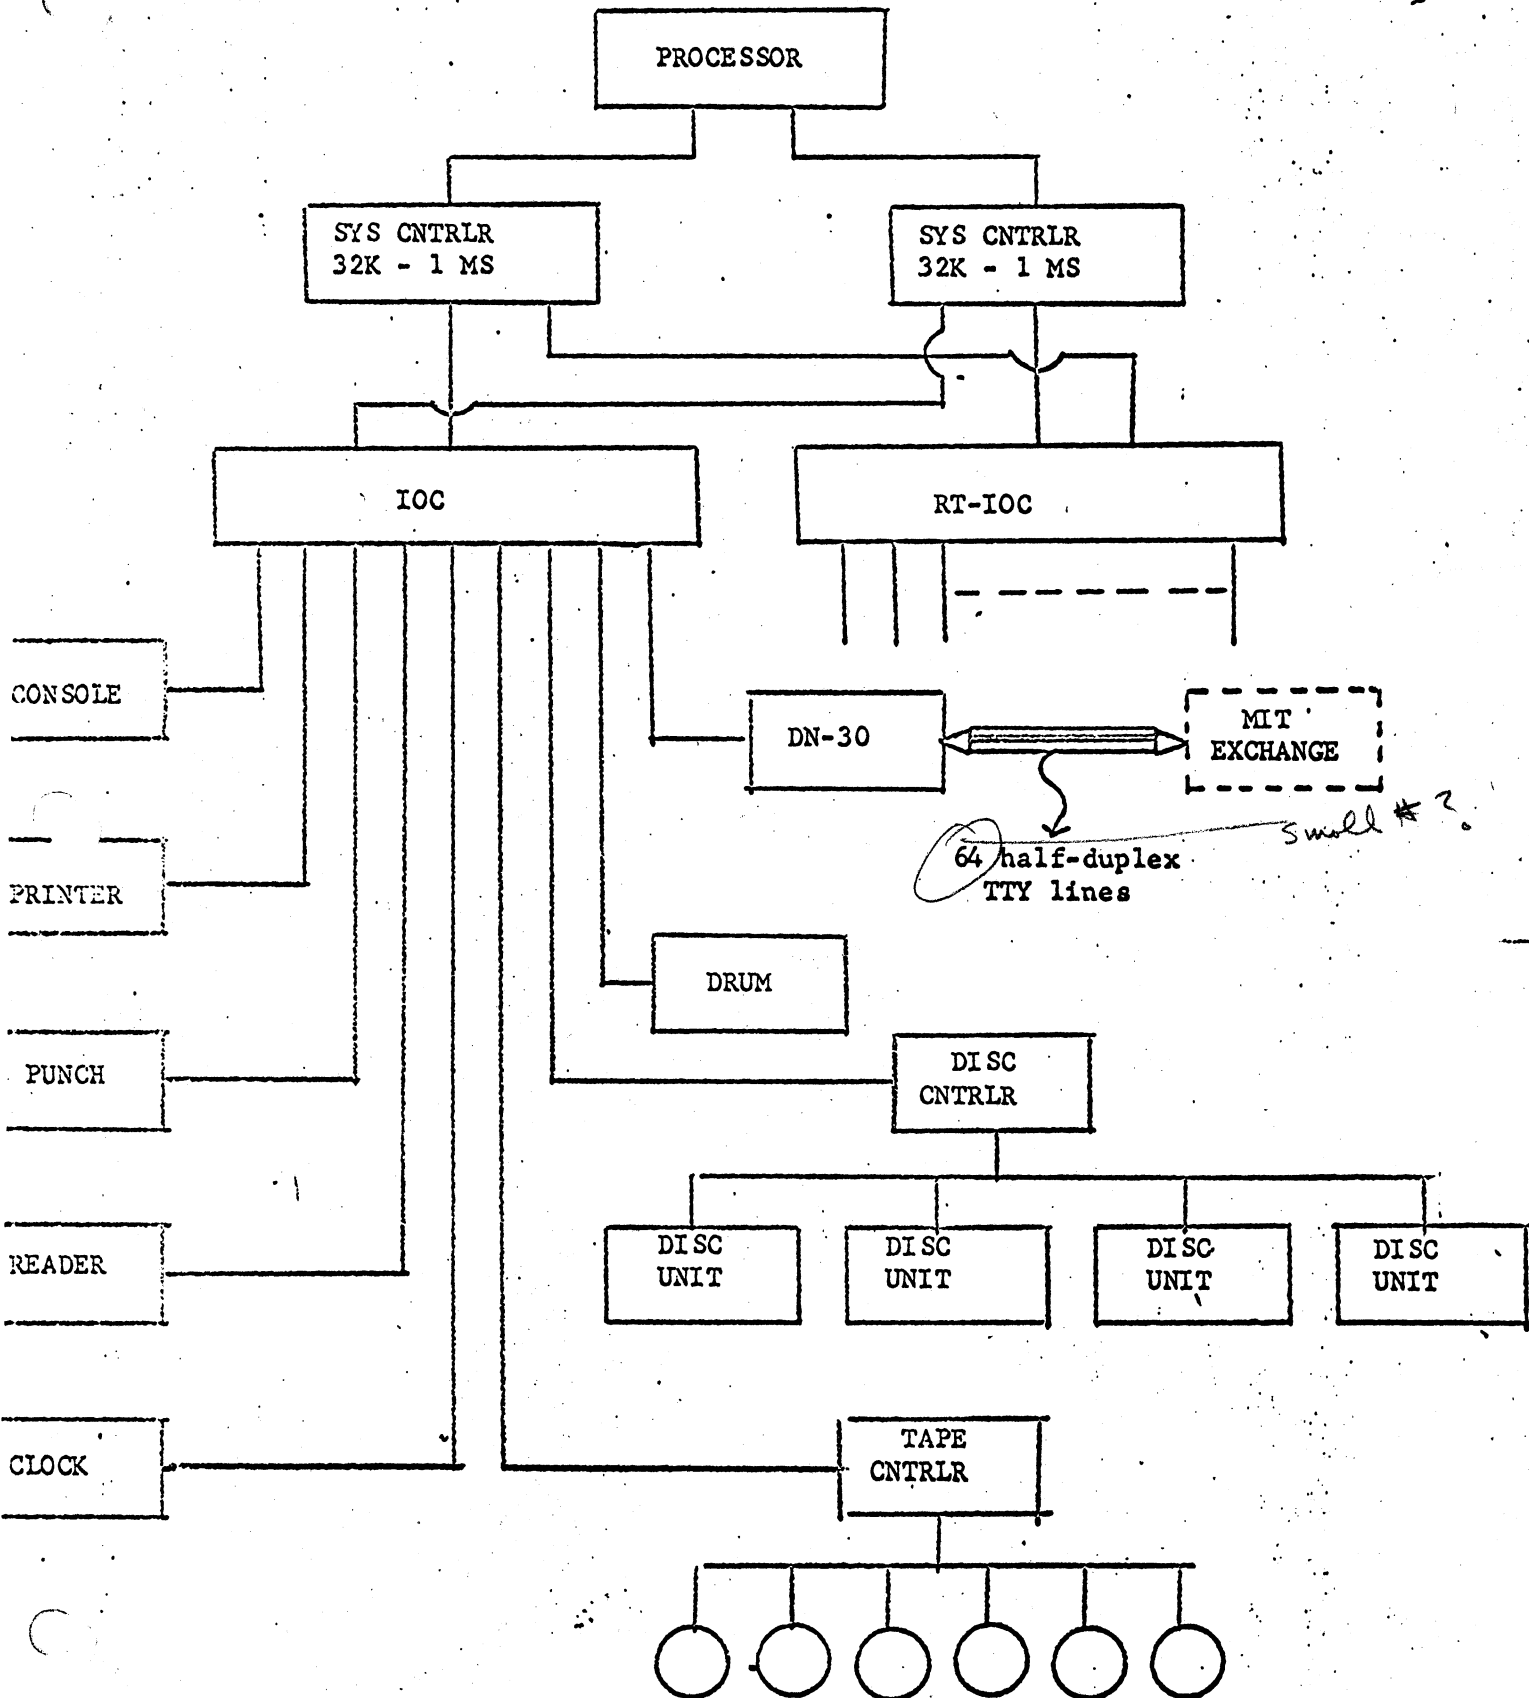 PROCESSOR
SYS CNTRLR
32K - 1 MS
SYS CNTRLR
32K - 1 MS
IOC
RT-IOC
CONSOLE
DN-30
MIT
EXCHANGE
small # ?
64 half-duplex
TTY lines
PRINTER
DRUM
PUNCH
DISC
CNTRLR
READER
DISC
UNIT
DISC
UNIT
DISC
UNIT
DISC
UNIT
CLOCK
TAPE
CNTRLR